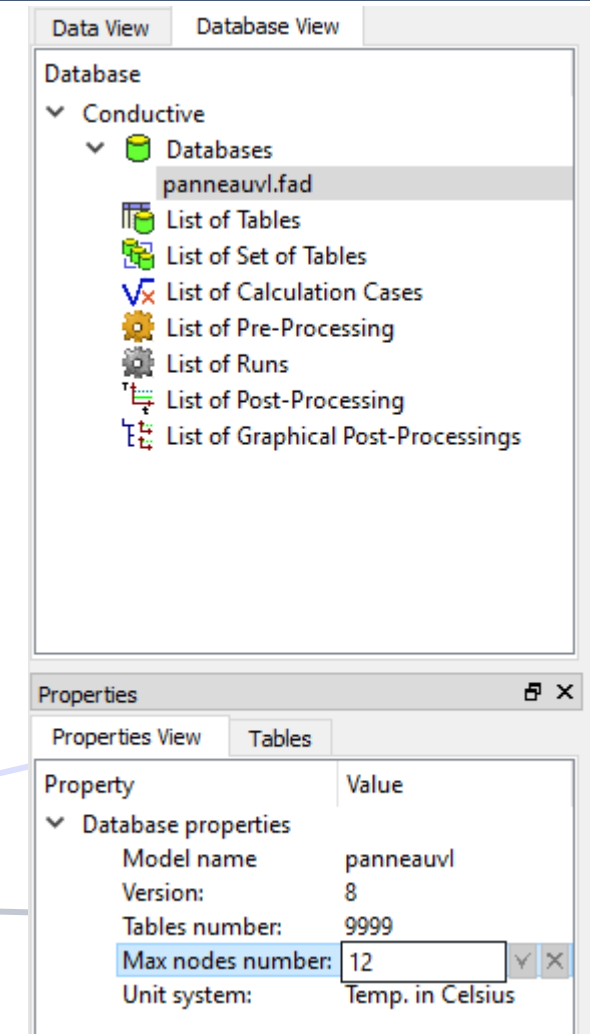 Data View Database View
Database
Conductive
Databases
panneauvl.fad
List of Tables
List of Set of Tables
List of Calculation Cases
List of Pre-Processing
List of Runs
List of Post-Processing
List of Graphical Post-Processings
Properties
Properties View Tables
Property Value
Database properties
Model name panneauvl
Version: 8
Tables number: 9999
Max nodes number: 12
Unit system: Temp. in Celsius